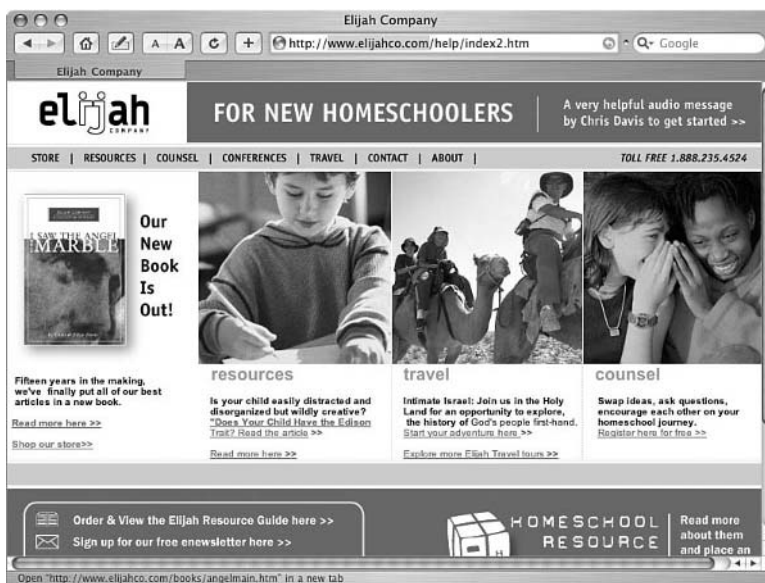 Elijah Company
A A
http://www.elijahco.com/help/index2.htm
Google
Elijah Company
elijah
COMPANY
FOR NEW HOMESCHOOLERS
A very helpful audio message
by Chris Davis to get started >>
STORE | RESOURCES | COUNSEL | CONFERENCES | TRAVEL | CONTACT | ABOUT |
TOLL FREE 1.888.235.4524
I SAW THE ANGEL
MARBLE
Our
New
Book
Is
Out!
Fifteen years in the making,
we've finally put all of our best
articles in a new book.
Read more here >>
Shop our store>>
resources
Is your child easily distracted and
disorganized but wildly creative?
"Does Your Child Have the Edison
Trait? Read the article >>
Read more here >>
travel
Intimate Israel: Join us in the Holy
Land for an opportunity to explore,
the history of God's people first-hand.
Start your adventure here >>
Explore more Elijah Travel tours >>
counsel
Swap ideas, ask questions,
encourage each other on your
homeschool journey.
Register here for free >>
Order & View the Elijah Resource Guide here >>
Sign up for our free enewsletter here >>
H
HOMESCHOOL
RESOURCE
Read more
about them
and place an
Open "http://www.elijahco.com/books/angelmain.htm" in a new tab